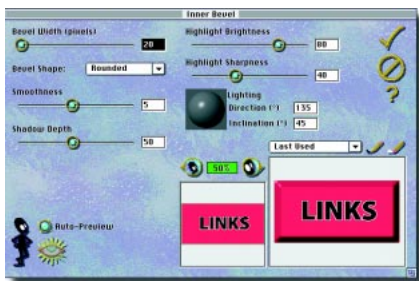 Inner Bevel
Bevel Width (pixels)
20
Bevel Shape: Rounded
Smoothness
5
Shadow Depth
50
Highlight Brightness
80
Highlight Sharpness
40
Lighting
Direction (°) 135
Inclination (°) 45
Last Used
50%
Auto-Preview
LINKS
LINKS